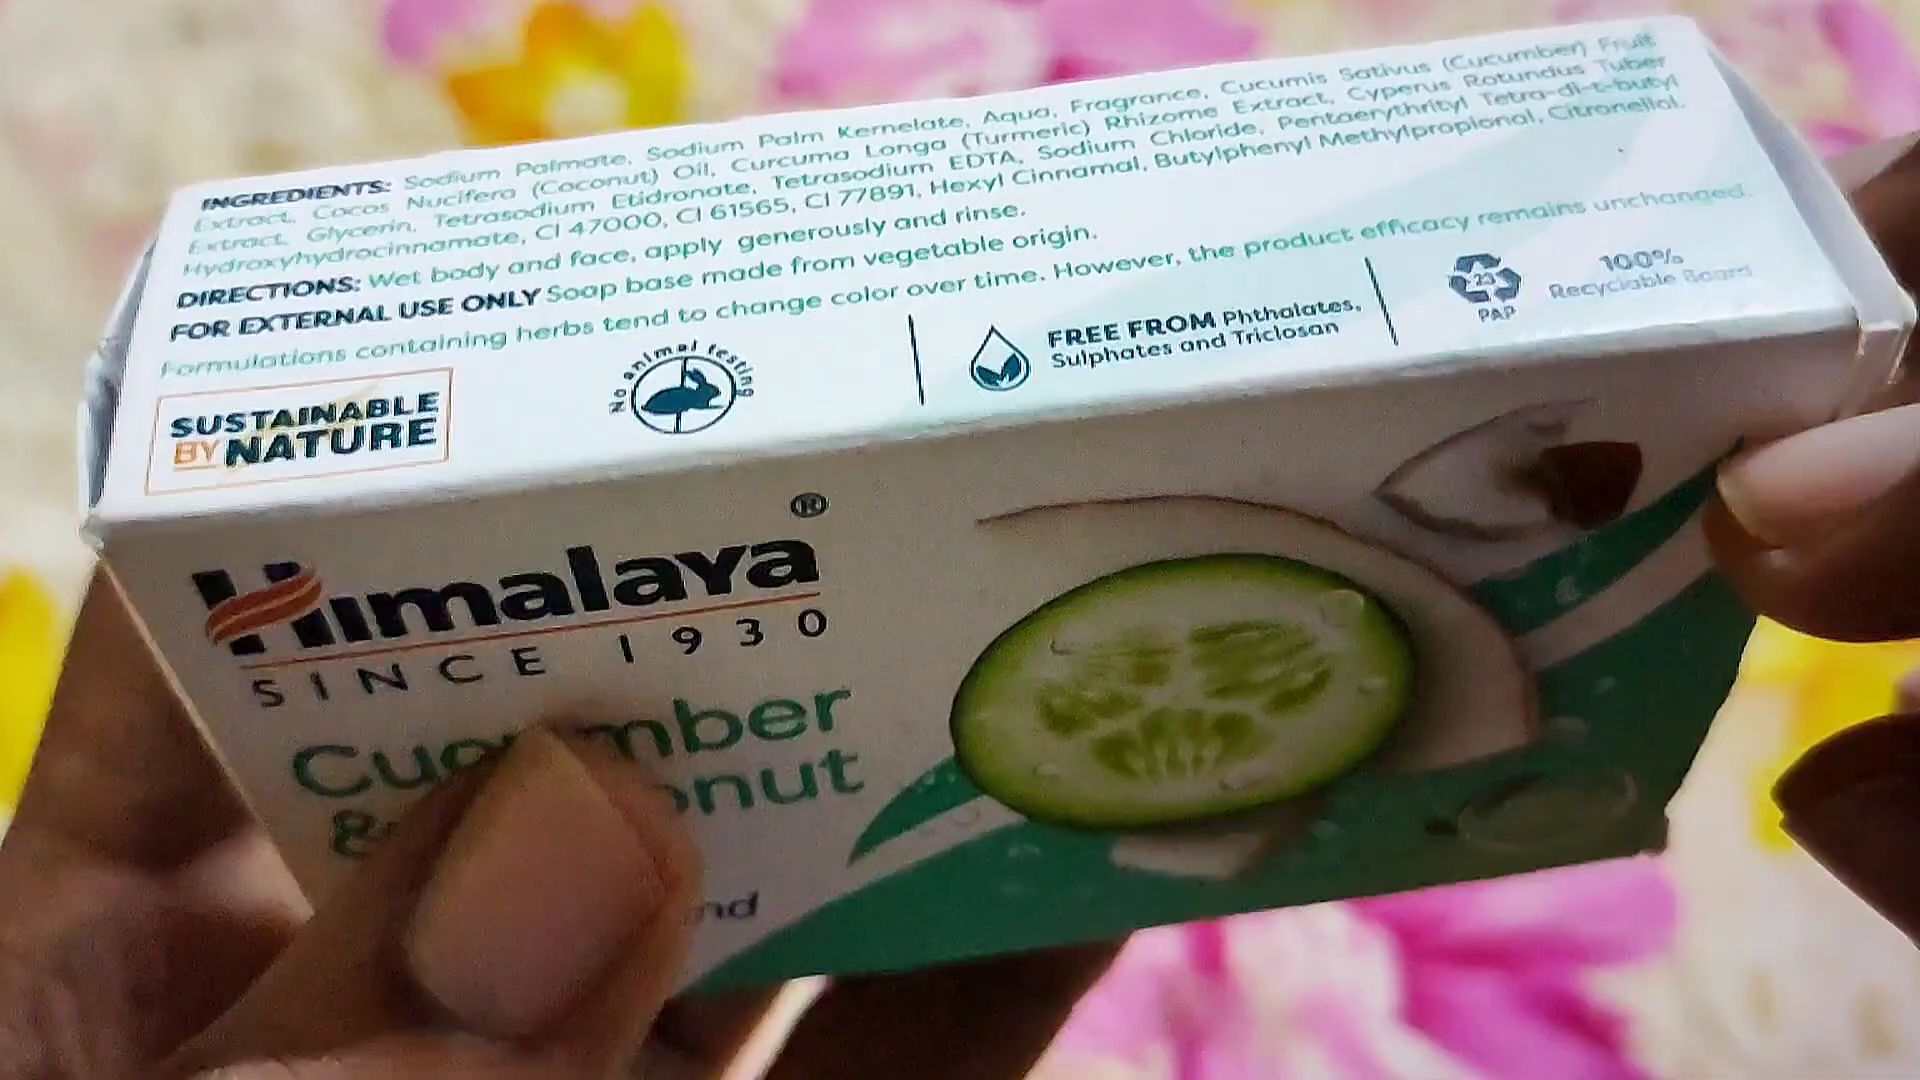 INGREDIENTS: Sodium Palmate, Sodium Palm Kernelate, Aqua, Fragrance, Cucumis Sativus (Cucumber) Fruit
Extract, Cocos Nucifera (Coconut) Oil, Curcuma Longa (Turmeric) Rhizome Extract, Cyperus Rotundus Tuber
Extract, Glycerin, Tetrasodium Etidronate, Tetrasodium EDTA, Sodium Chloride, Pentaerythrityl Tetra-di-t-butyl
Hydroxyhydrocinnamate, CI 47000, CI 61565, CI 77891, Hexyl Cinnamal, Butylphenyl Methylpropional, Citronellol.
DIRECTIONS: Wet body and face, apply generously and rinse.
FOR EXTERNAL USE ONLY Soap base made from vegetable origin.
Formulations containing herbs tend to change color over time. However, the product efficacy remains unchanged.
SUSTAINABLE
BY NATURE
No animal testing
FREE FROM Phthalates,
Sulphates and Triclosan
23
PAP
100%
Recyclable Board
Himalaya®
SINCE 1930
Cucumber
& onut
nd